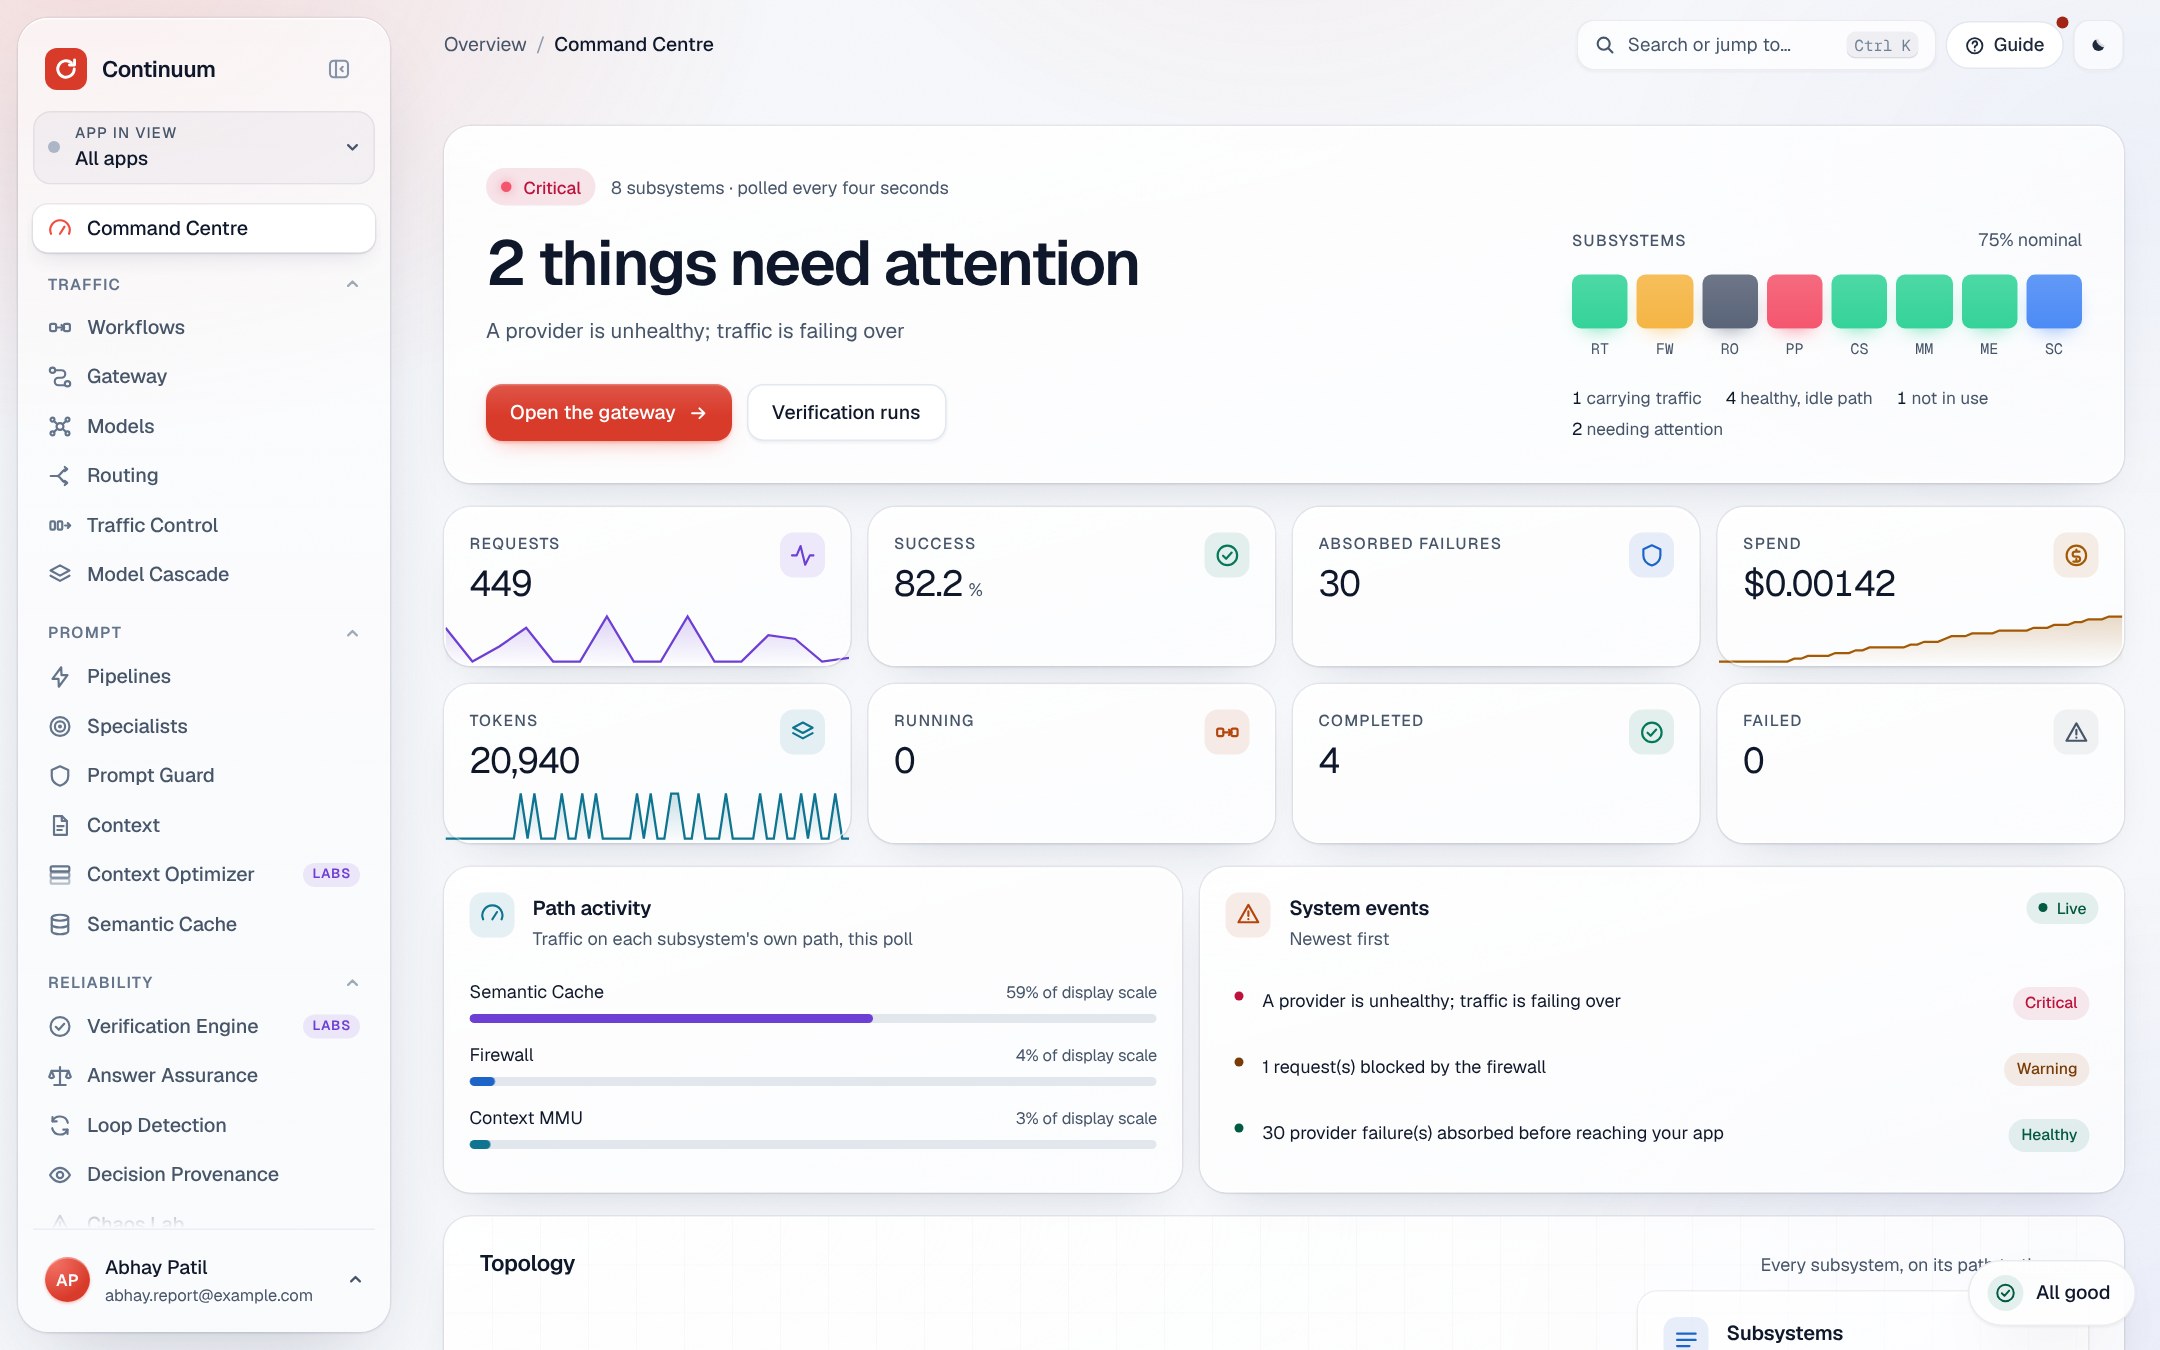 Continuum
APP IN VIEW
All apps
Command Centre
TRAFFIC
Workflows
Gateway
Models
Routing
Traffic Control
Model Cascade
PROMPT
Pipelines
Specialists
Prompt Guard
Context
Context Optimizer LABS
Semantic Cache
RELIABILITY
Verification Engine LABS
Answer Assurance
Loop Detection
Decision Provenance
Chaos Lab
AP
Abhay Patil
abhay.report@example.com
Overview / Command Centre
Search or jump to... Ctrl K
Guide
Critical
8 subsystems · polled every four seconds
2 things need attention
A provider is unhealthy; traffic is failing over
Open the gateway →
Verification runs
SUBSYSTEMS 75% nominal
RT FW RO PP CS MM ME SC
1 carrying traffic 4 healthy, idle path 1 not in use
2 needing attention
REQUESTS
449
SUCCESS
82.2 %
ABSORBED FAILURES
30
SPEND
$0.00142
TOKENS
20,940
RUNNING
0
COMPLETED
4
FAILED
0
Path activity
Traffic on each subsystem's own path, this poll
Semantic Cache 59% of display scale
Firewall 4% of display scale
Context MMU 3% of display scale
System events
Newest first
Live
A provider is unhealthy; traffic is failing over Critical
1 request(s) blocked by the firewall Warning
30 provider failure(s) absorbed before reaching your app Healthy
Topology
Every subsystem, on its path
All good
Subsystems